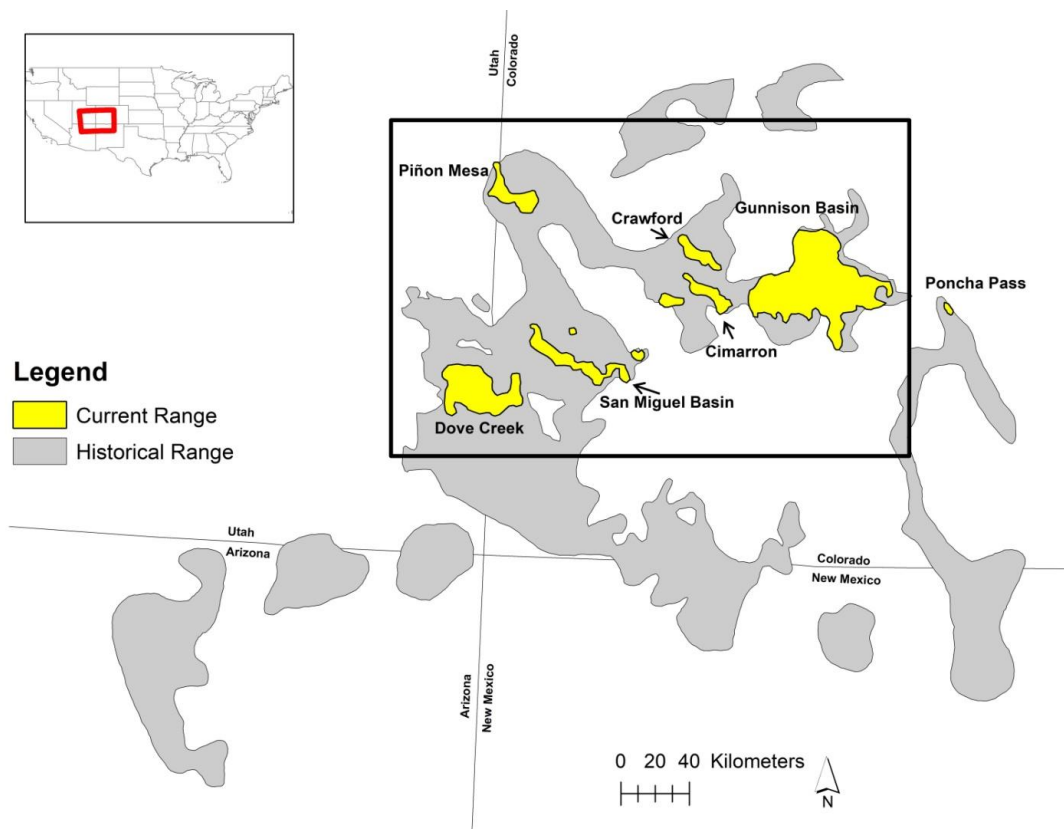 Utah
Colorado
Piñon Mesa
Crawford
Gunnison Basin
Poncha Pass
Cimarron
San Miguel Basin
Dove Creek
Legend
Current Range
Historical Range
Utah
Arizona
Colorado
New Mexico
Arizona
New Mexico
0 20 40 Kilometers
N